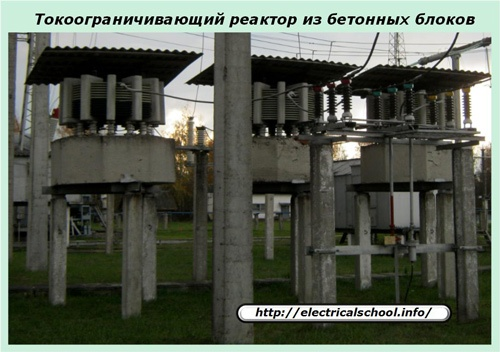 Токоограничивающий реактор из бетонных блоков
http://electricalschool.info/